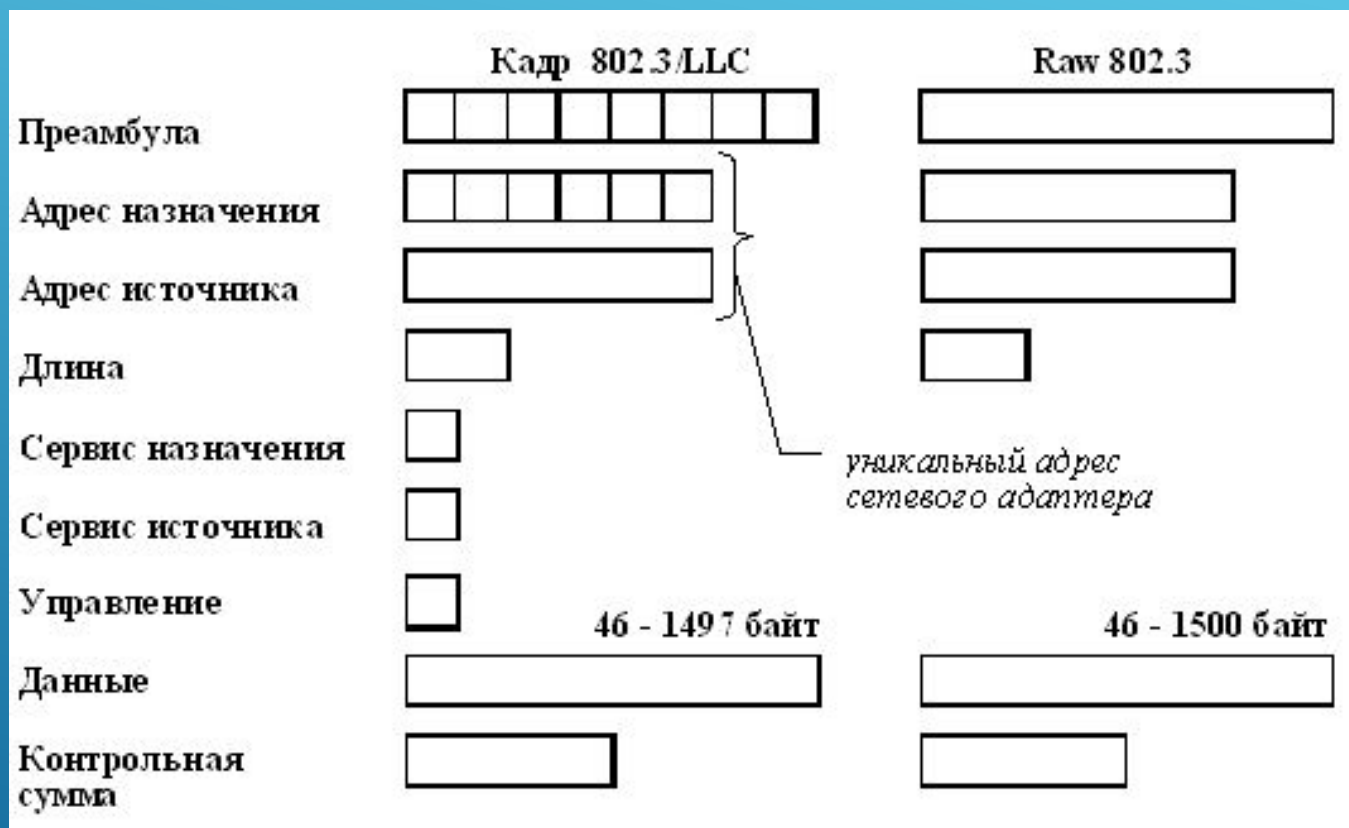 Кадр 802.3/LLC
Raw 802.3
Преамбула
Адрес назначения
Адрес источника
Длина
Сервис назначения
уникальный адрес
сетевого адаптера
Сервис источника
Управление
46 - 1497 байт
46 - 1500 байт
Данные
Контрольная
сумма